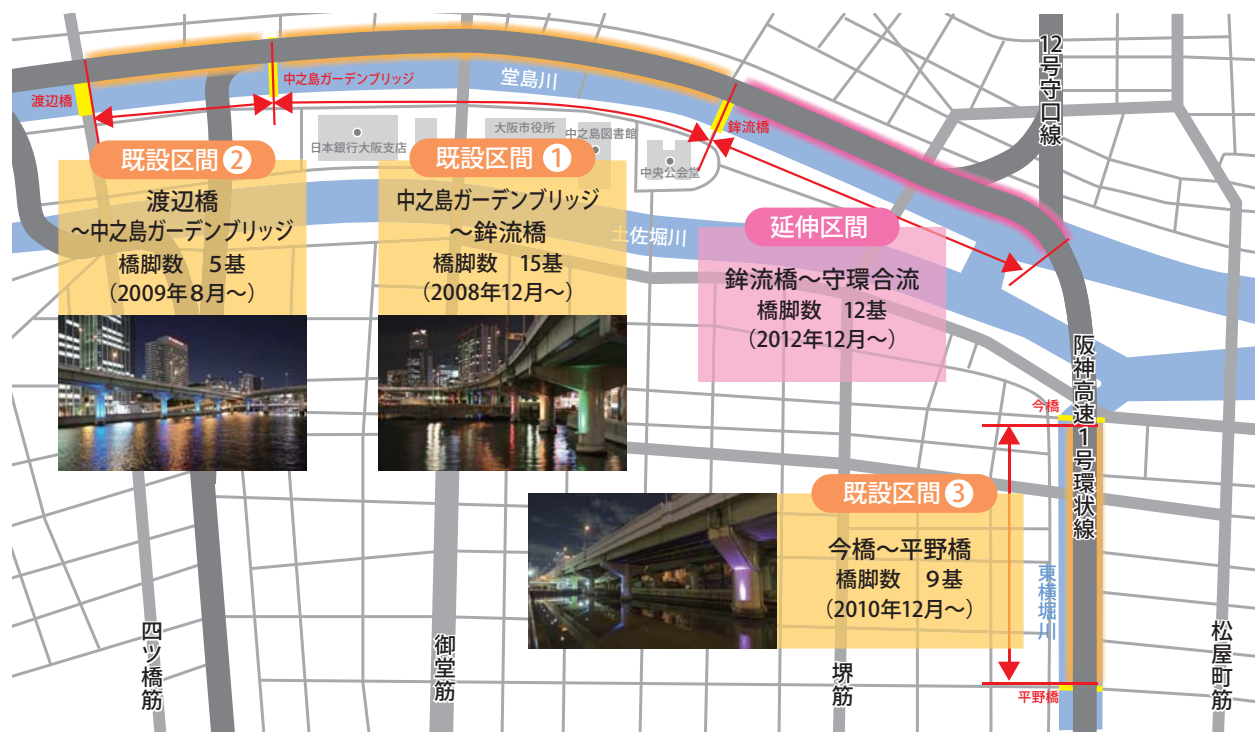 12号守口線
渡辺橋
中之島ガーデンブリッジ
堂島川
鉾流橋
日本銀行大阪支店
大阪市役所
中之島図書館
中央公会堂
既設区間②
渡辺橋
～中之島ガーデンブリッジ
橋脚数 5基
（2009年8月～）
既設区間①
中之島ガーデンブリッジ
～鉾流橋
橋脚数 15基
（2008年12月～）
土佐堀川
延伸区間
鉾流橋～守環合流
橋脚数 12基
（2012年12月～）
阪神高速1号環状線
今橋
既設区間③
今橋～平野橋
橋脚数 9基
（2010年12月～）
東横堀川
平野橋
四ツ橋筋
御堂筋
堺筋
松屋町筋